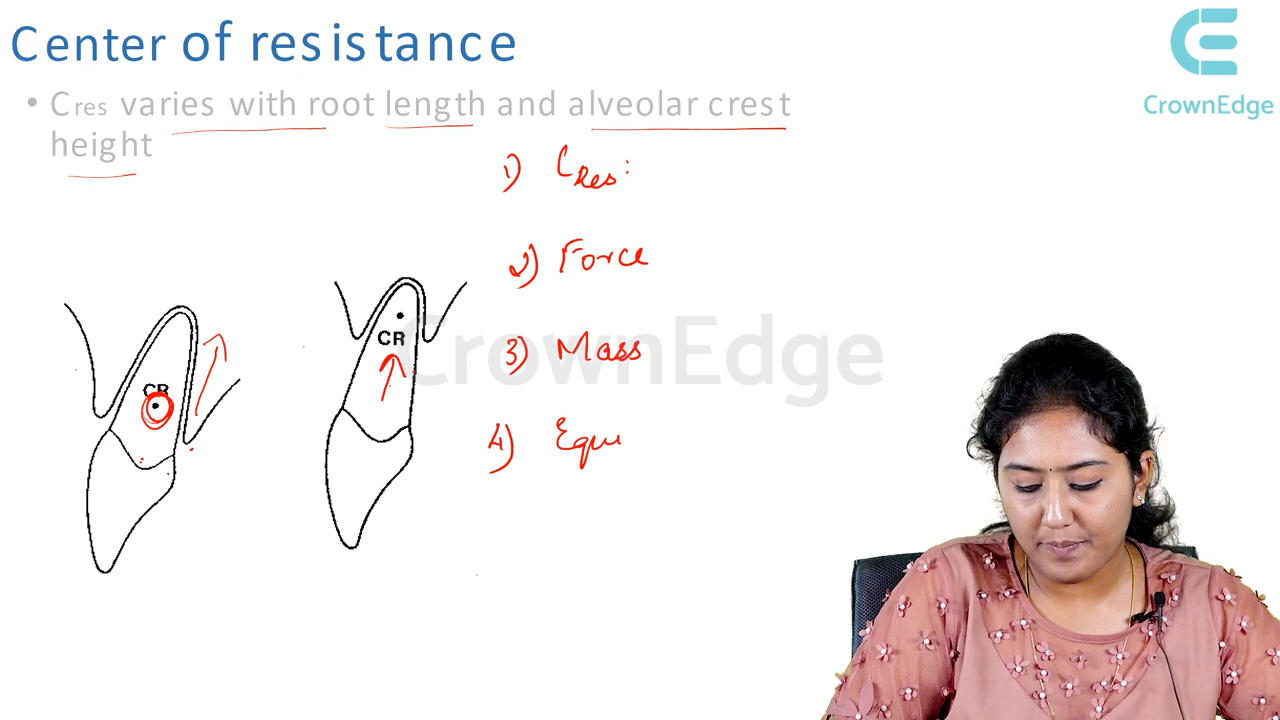 Center of resistance
CrownEdge
• Cres varies with root length and alveolar crest
height
1) CRes:
2) Force
CR
CrownEdge
3) Mass
CR
4) Equi